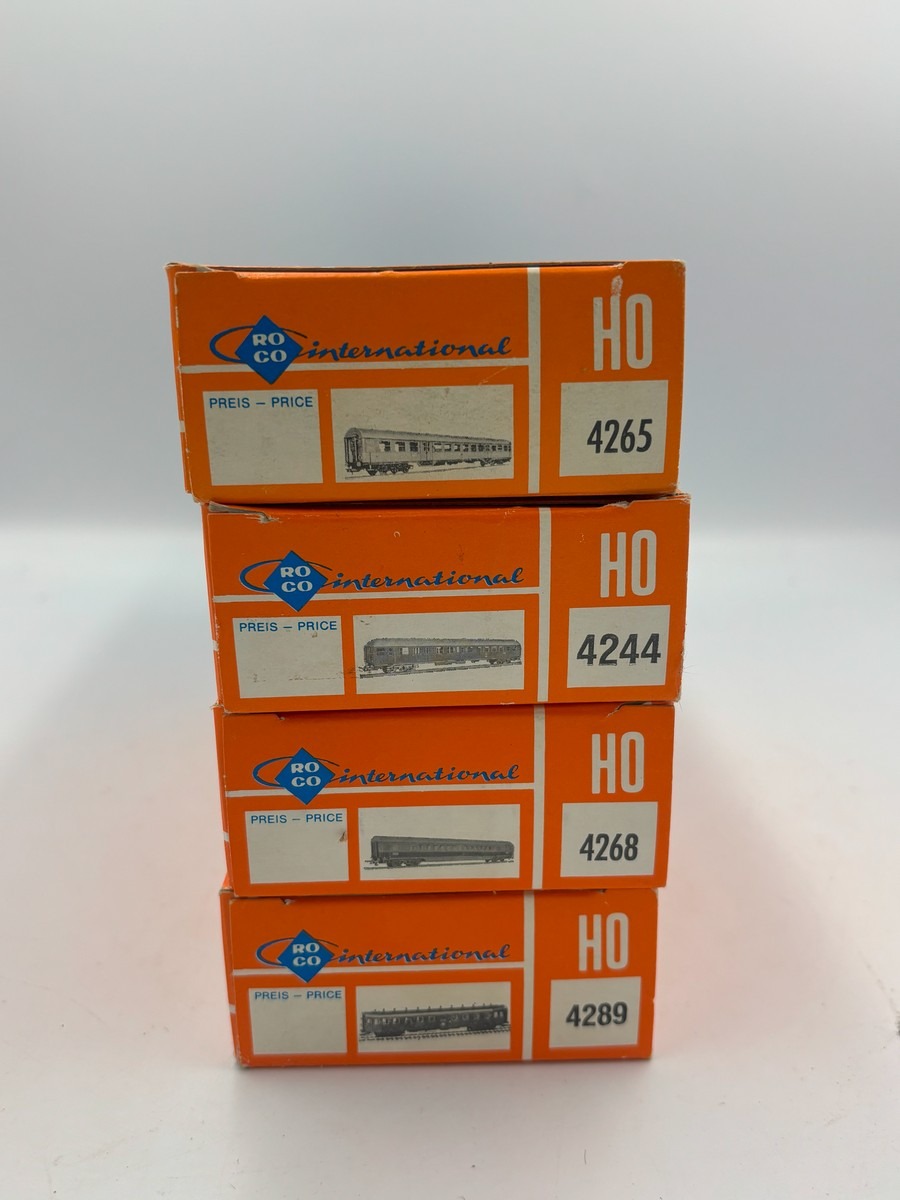 RO
CO international
HO
PREIS – PRICE
4265
RO
CO international
HO
PREIS – PRICE
4244
RO
CO international
HO
PREIS – PRICE
4268
RO
CO international
HO
PREIS – PRICE
4289